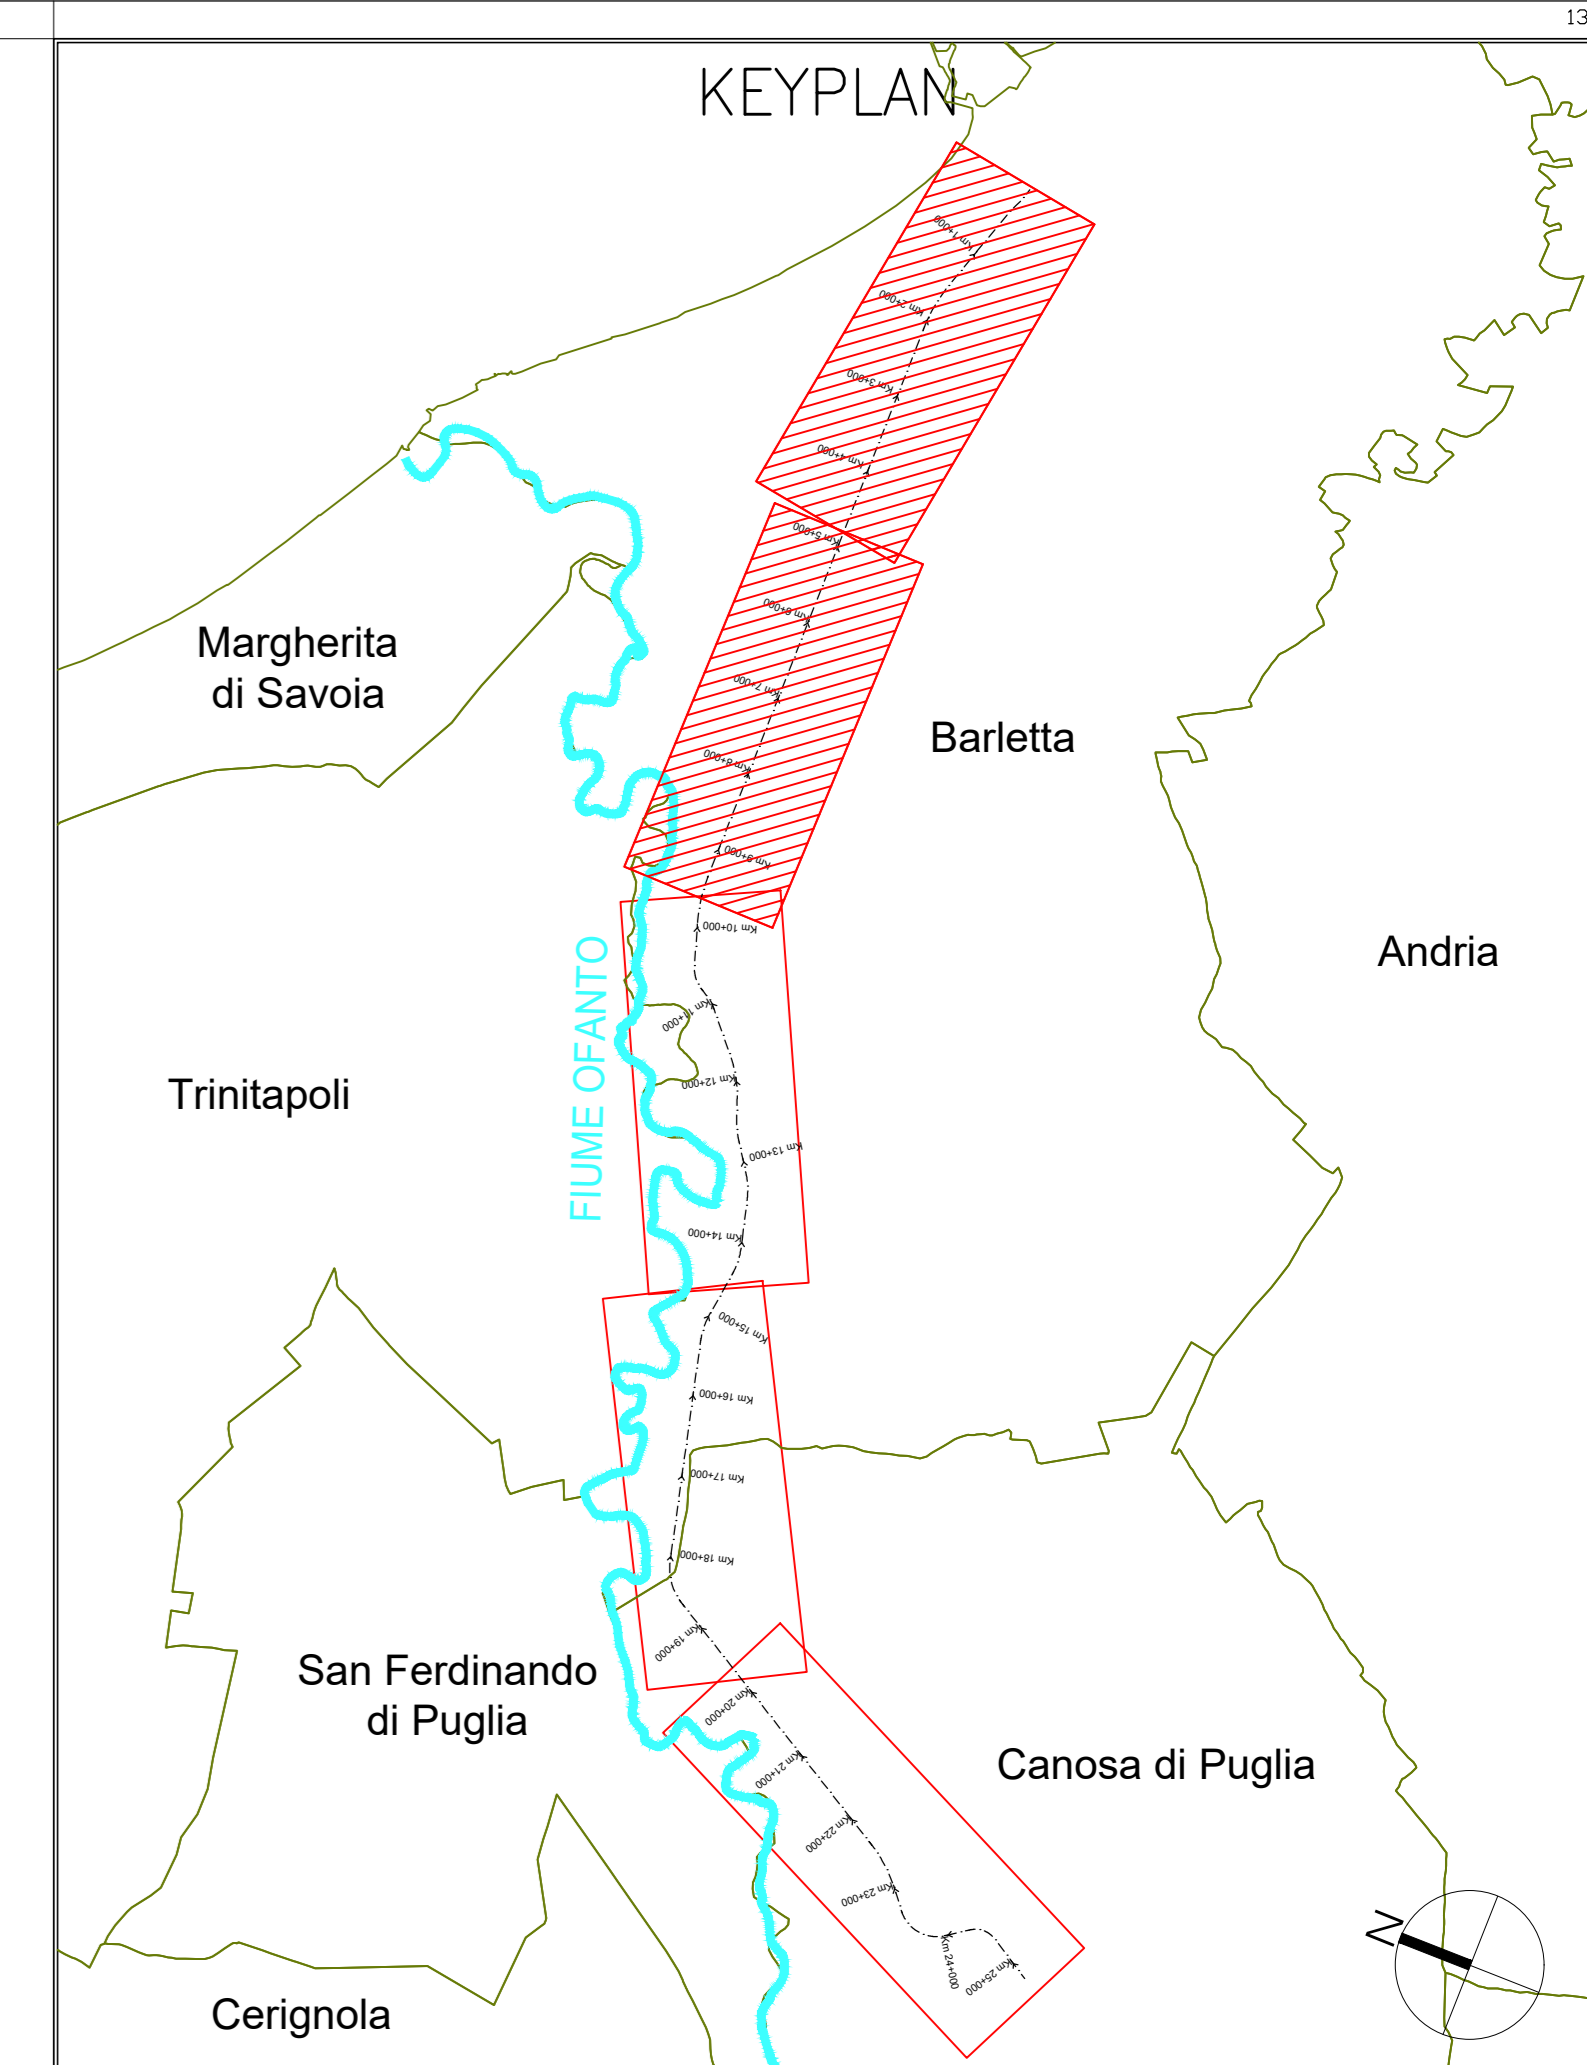 13
KEYPLAN
Km 1+000
Km 2+000
Km 3+000
Km 4+000
Km 5+000
Km 6+000
Margherita
di Savoia
Km 7+000
Barletta
Km 8+000
Km 9+000
Km 10+000
Andria
FIUME OFANTO
Km 11+000
Trinitapoli
Km 12+000
Km 13+000
Km 14+000
Km 15+000
Km 16+000
Km 17+000
Km 18+000
Km 19+000
San Ferdinando
di Puglia
Km 20+000
Canosa di Puglia
Km 21+000
Km 22+000
Km 23+000
N
Km 24+000
Km 25+000
Cerignola